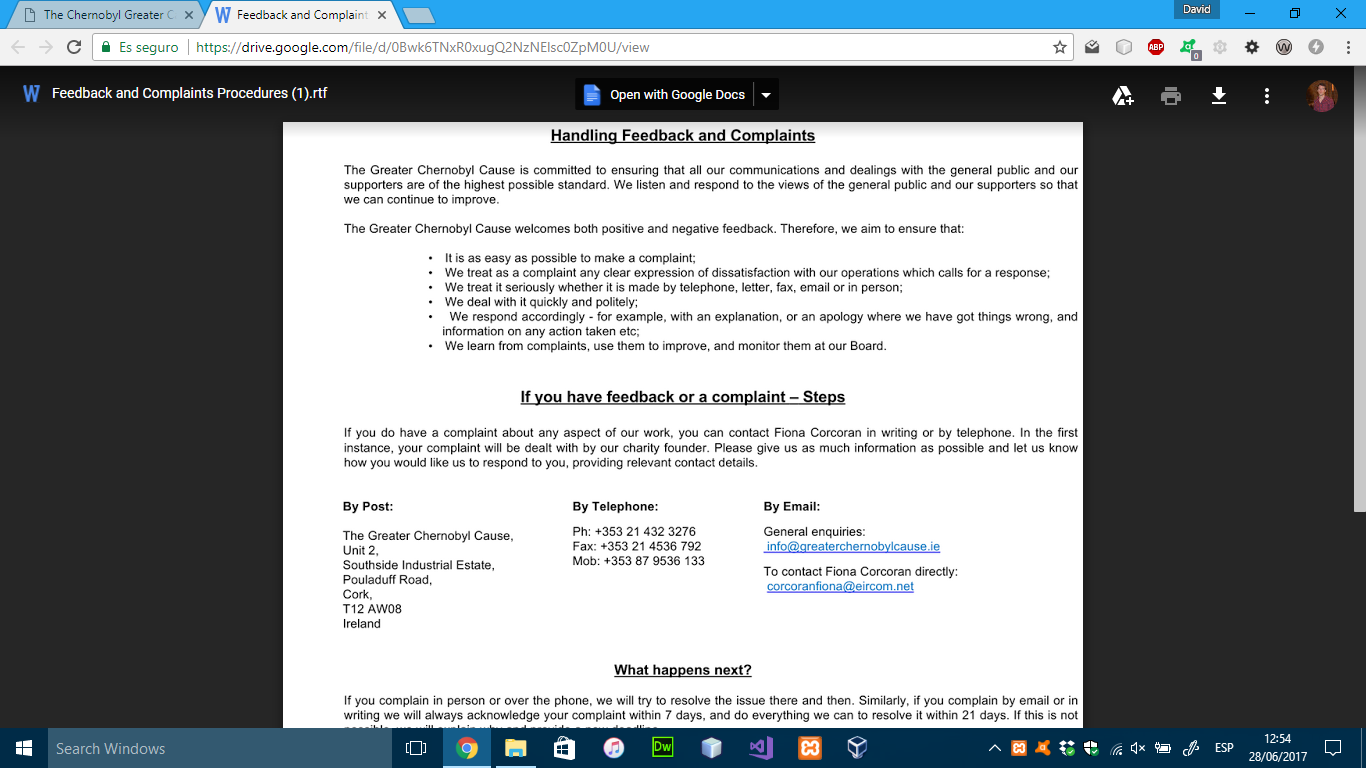 The Chernobyl Greater C
Feedback and Complaint
David
Es seguro
https://drive.google.com/file/d/0Bwk6TNxR0xugQ2NzNEIsc0ZpM0U/view
ABP
0
Feedback and Complaints Procedures (1).rtf
Open with Google Docs
Handling Feedback and Complaints
The Greater Chernobyl Cause is committed to ensuring that all our communications and dealings with the general public and our
supporters are of the highest possible standard. We listen and respond to the views of the general public and our supporters so that
we can continue to improve.
The Greater Chernobyl Cause welcomes both positive and negative feedback. Therefore, we aim to ensure that:
• It is as easy as possible to make a complaint;
• We treat as a complaint any clear expression of dissatisfaction with our operations which calls for a response;
• We treat it seriously whether it is made by telephone, letter, fax, email or in person;
• We deal with it quickly and politely;
• We respond accordingly - for example, with an explanation, or an apology where we have got things wrong, and
information on any action taken etc;
• We learn from complaints, use them to improve, and monitor them at our Board.
If you have feedback or a complaint – Steps
If you do have a complaint about any aspect of our work, you can contact Fiona Corcoran in writing or by telephone. In the first
instance, your complaint will be dealt with by our charity founder. Please give us as much information as possible and let us know
how you would like us to respond to you, providing relevant contact details.
By Post:
The Greater Chernobyl Cause,
Unit 2,
Southside Industrial Estate,
Pouladuff Road,
Cork,
T12 AW08
Ireland
By Telephone:
Ph: +353 21 432 3276
Fax: +353 21 4536 792
Mob: +353 87 9536 133
By Email:
General enquiries:
info@greaterchernobylcause.ie
To contact Fiona Corcoran directly:
corcoranfiona@eircom.net
What happens next?
If you complain in person or over the phone, we will try to resolve the issue there and then. Similarly, if you complain by email or in
writing we will always acknowledge your complaint within 7 days, and do everything we can to resolve it within 21 days. If this is not
Search Windows
Dw
ESP
12:54
28/06/2017